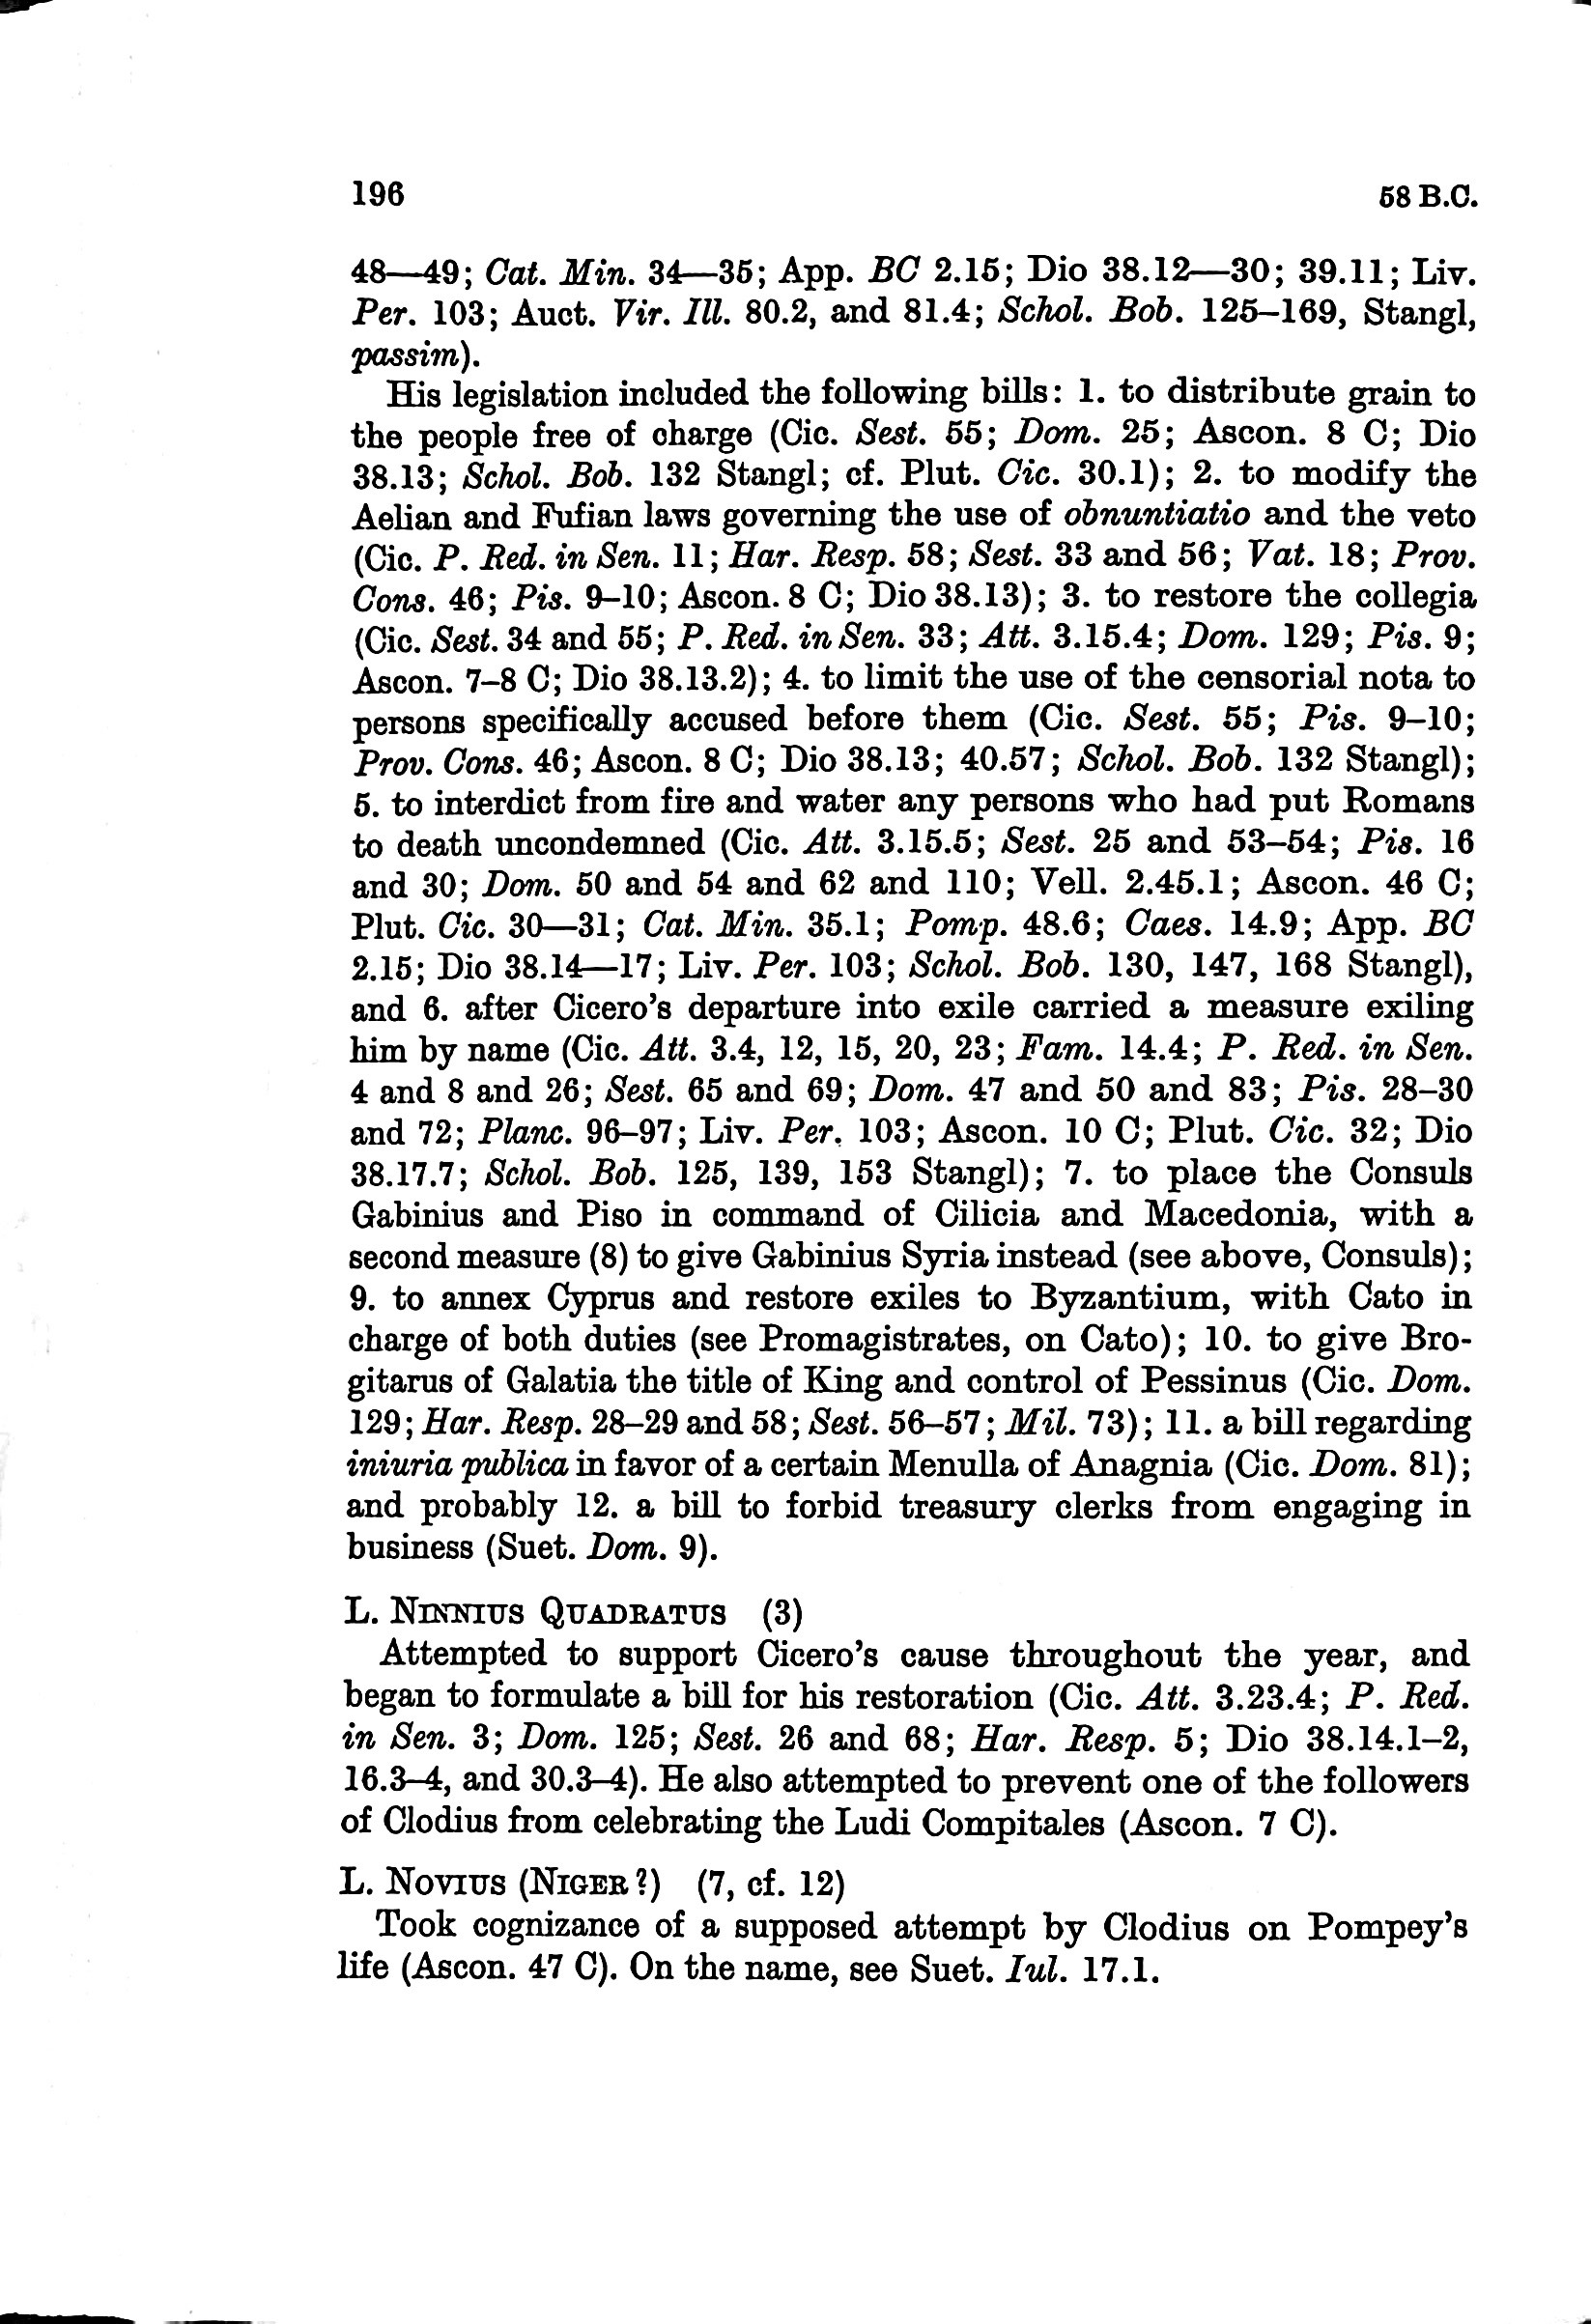 196 58 B.C.
48—49; Cat. Min. 34—35; App. BC 2.15; Dio 38.12—30; 39.11; Liv.
Per. 103; Auct. Vir. Ill. 80.2, and 81.4; Schol. Bob. 125–169, Stangl,
passim).
His legislation included the following bills: 1. to distribute grain to
the people free of charge (Cic. Sest. 55; Dom. 25; Ascon. 8 C; Dio
38.13; Schol. Bob. 132 Stangl; cf. Plut. Cic. 30.1); 2. to modify the
Aelian and Fufian laws governing the use of obnuntiatio and the veto
(Cic. P. Red. in Sen. 11; Har. Resp. 58; Sest. 33 and 56; Vat. 18; Prov.
Cons. 46; Pis. 9–10; Ascon. 8 C; Dio 38.13); 3. to restore the collegia
(Cic. Sest. 34 and 55; P. Red. in Sen. 33; Att. 3.15.4; Dom. 129; Pis. 9;
Ascon. 7–8 C; Dio 38.13.2); 4. to limit the use of the censorial nota to
persons specifically accused before them (Cic. Sest. 55; Pis. 9–10;
Prov. Cons. 46; Ascon. 8 C; Dio 38.13; 40.57; Schol. Bob. 132 Stangl);
5. to interdict from fire and water any persons who had put Romans
to death uncondemned (Cic. Att. 3.15.5; Sest. 25 and 53–54; Pis. 16
and 30; Dom. 50 and 54 and 62 and 110; Vell. 2.45.1; Ascon. 46 C;
Plut. Cic. 30—31; Cat. Min. 35.1; Pomp. 48.6; Caes. 14.9; App. BC
2.15; Dio 38.14—17; Liv. Per. 103; Schol. Bob. 130, 147, 168 Stangl),
and 6. after Cicero's departure into exile carried a measure exiling
him by name (Cic. Att. 3.4, 12, 15, 20, 23; Fam. 14.4; P. Red. in Sen.
4 and 8 and 26; Sest. 65 and 69; Dom. 47 and 50 and 83; Pis. 28–30
and 72; Planc. 96–97; Liv. Per. 103; Ascon. 10 C; Plut. Cic. 32; Dio
38.17.7; Schol. Bob. 125, 139, 153 Stangl); 7. to place the Consuls
Gabinius and Piso in command of Cilicia and Macedonia, with a
second measure (8) to give Gabinius Syria instead (see above, Consuls);
9. to annex Cyprus and restore exiles to Byzantium, with Cato in
charge of both duties (see Promagistrates, on Cato); 10. to give Bro-
gitarus of Galatia the title of King and control of Pessinus (Cic. Dom.
129; Har. Resp. 28–29 and 58; Sest. 56–57; Mil. 73); 11. a bill regarding
iniuria publica in favor of a certain Menulla of Anagnia (Cic. Dom. 81);
and probably 12. a bill to forbid treasury clerks from engaging in
business (Suet. Dom. 9).
L. NINNIUS QUADRATUS (3)
Attempted to support Cicero's cause throughout the year, and
began to formulate a bill for his restoration (Cic. Att. 3.23.4; P. Red.
in Sen. 3; Dom. 125; Sest. 26 and 68; Har. Resp. 5; Dio 38.14.1–2,
16.3–4, and 30.3–4). He also attempted to prevent one of the followers
of Clodius from celebrating the Ludi Compitales (Ascon. 7 C).
L. NOVIUS (NIGER?) (7, cf. 12)
Took cognizance of a supposed attempt by Clodius on Pompey's
life (Ascon. 47 C). On the name, see Suet. Iul. 17.1.